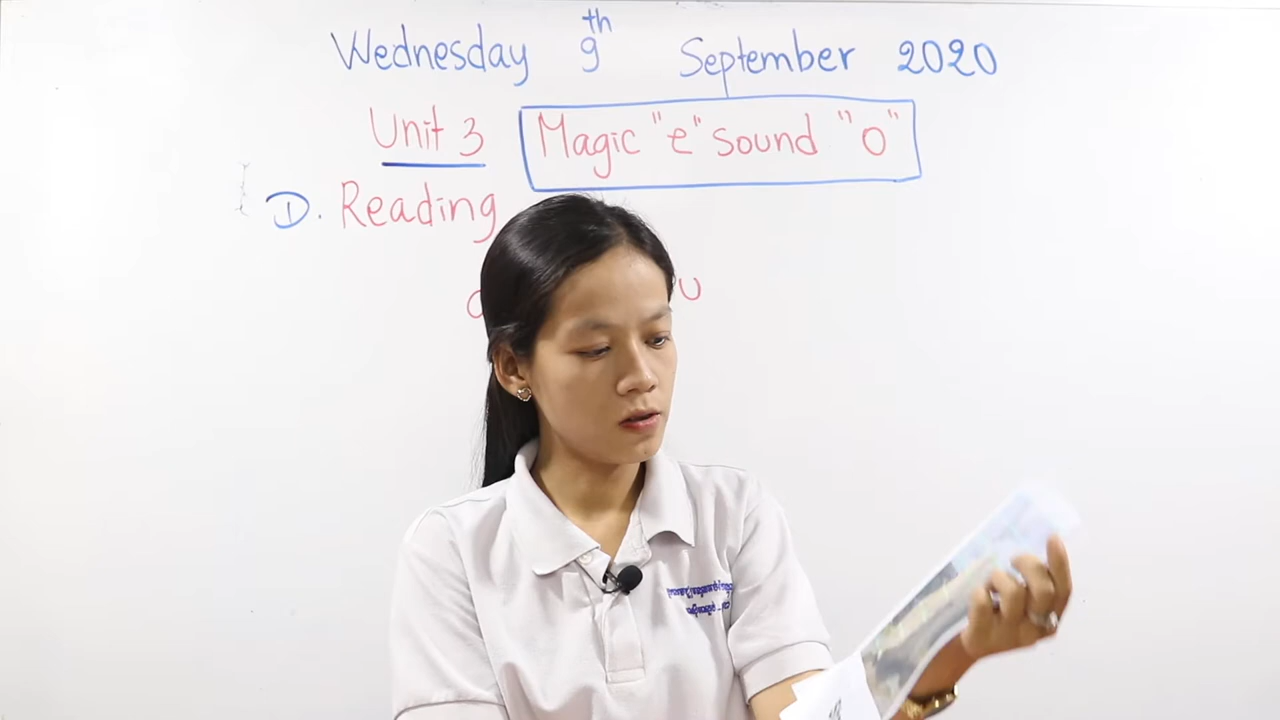 Wednesday 9th September 2020
Unit 3 Magic "e" sound "o"
D. Reading